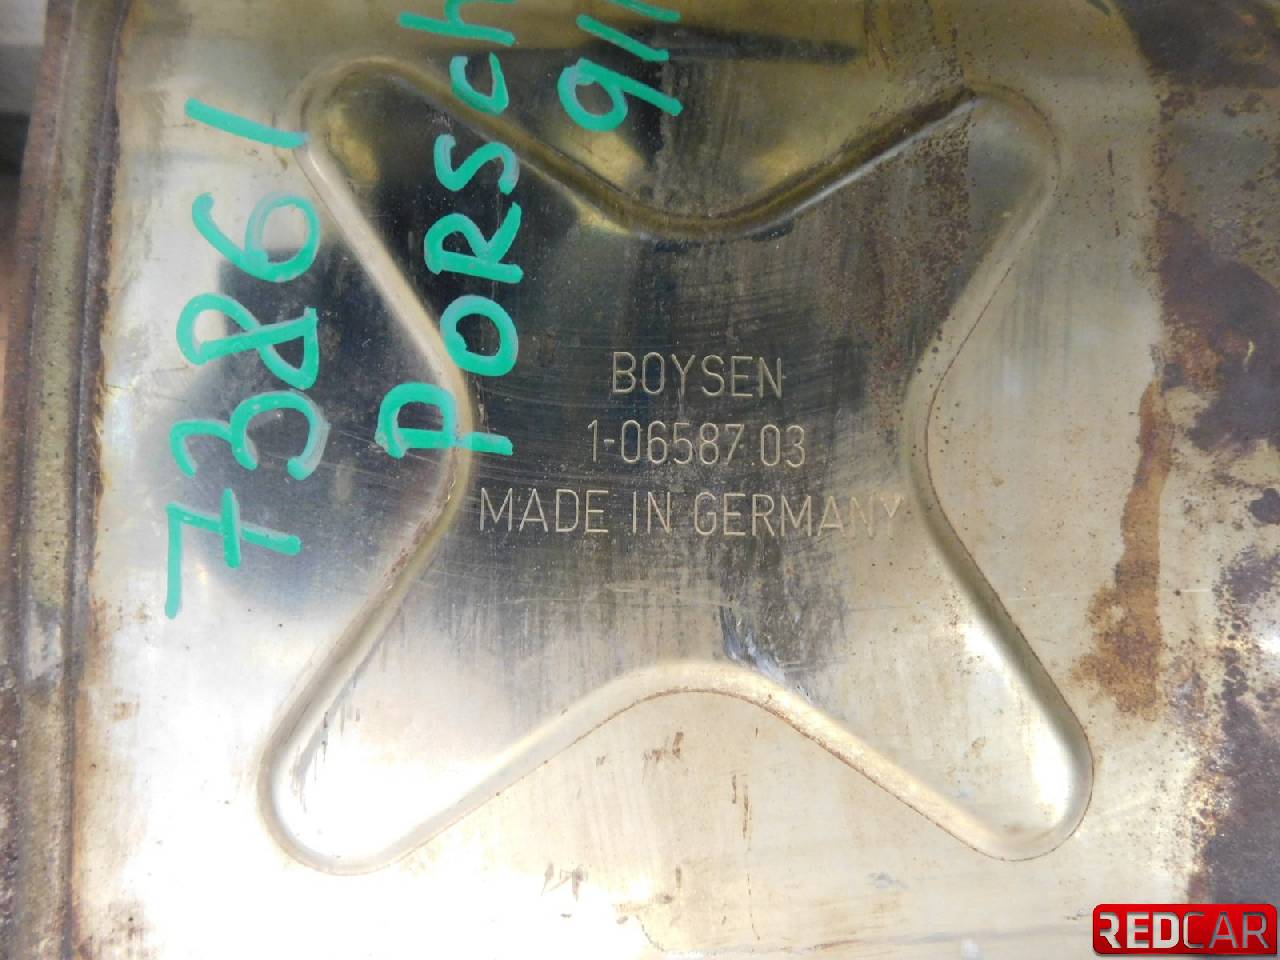 73861
Porsch
911
BOYSEN
1-06587.03
MADE IN GERMANY
REDCAR